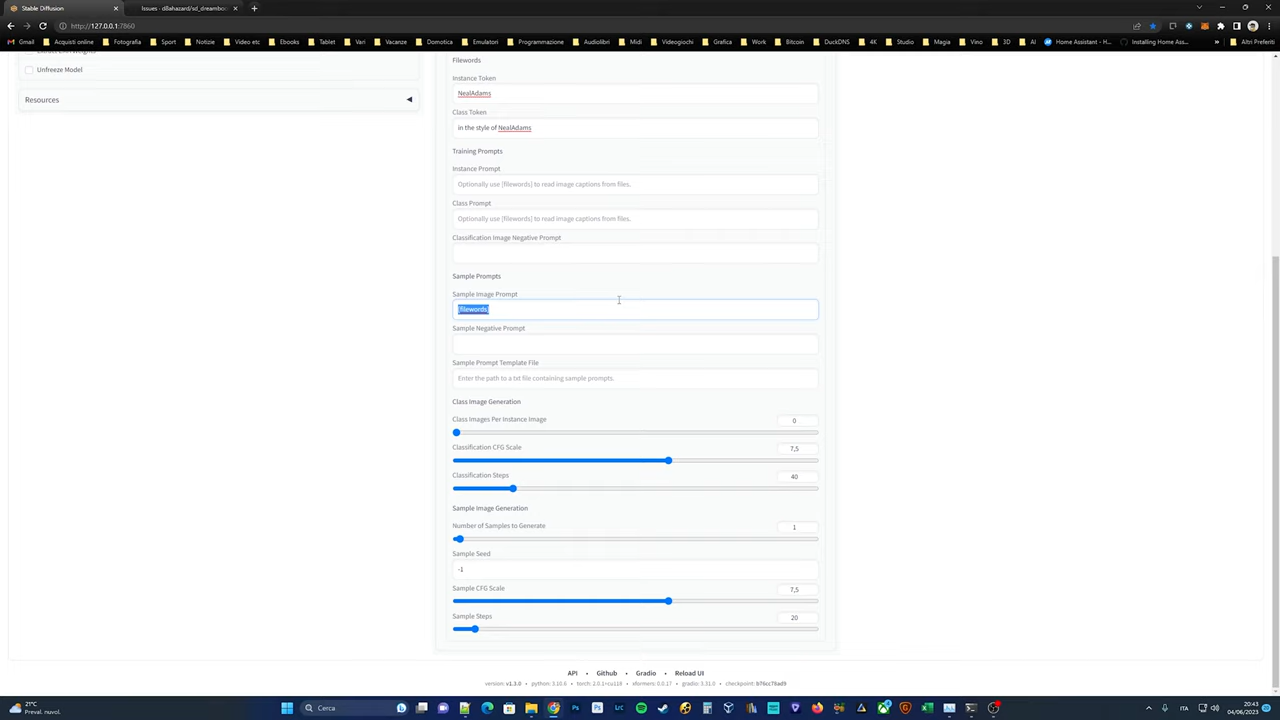 Stable Diffusion
Issues · d8ahazard/sd_dreambo
http://127.0.0.1:7860
Gmail
Acquisti online
Fotografia
Sport
Notizie
Video etc
Ebooks
Tablet
Vari
Vacanze
Domotica
Emulatori
Programmazione
Audiolibri
Midi
Videogiochi
Grafica
Winpe
Bitcoin
DuckDNS
4K
Studio
Magia
Vino
3D
AI
Home Assistant - H...
Installing Home Ass...
Altri Preferiti
Unfreeze Model
Resources
Filewords
Instance Token
NealAdams
Class Token
in the style of NealAdams
Training Prompts
Instance Prompt
Optionally use [filewords] to read image captions from files.
Class Prompt
Optionally use [filewords] to read image captions from files.
Classification Image Negative Prompt
Sample Prompts
Sample Image Prompt
[filewords]
Sample Negative Prompt
Sample Prompt Template File
Enter the path to a txt file containing sample prompts.
Class Image Generation
Class Images Per Instance Image
0
Classification CFG Scale
7,5
Classification Steps
40
Sample Image Generation
Number of Samples to Generate
1
Sample Seed
-1
Sample CFG Scale
7,5
Sample Steps
20
API • Github • Gradio • Reload UI
version: v1.3.0 • python: 3.10.6 • torch: 2.0.1+cu118 • xformers: 0.0.17 • gradio: 3.31.0 • checkpoint: b76cc79ad9
21°C
Preval. nuvol.
Cerca
20:43
04/06/2023